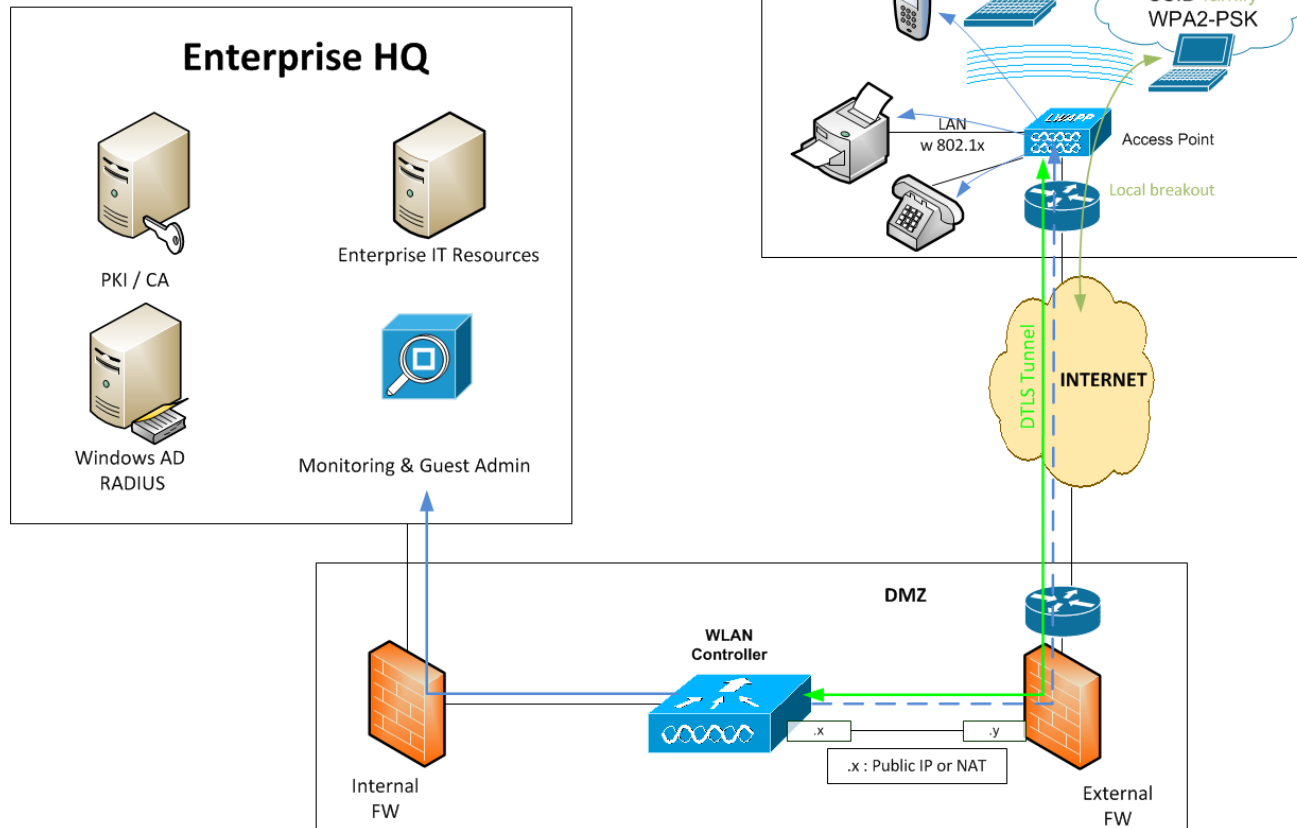 Enterprise HQ
PKI / CA
Enterprise IT Resources
Windows AD
RADIUS
Monitoring & Guest Admin
WPA2-PSK
LWAPP
LAN
w 802.1x
Access Point
Local breakout
DTLS Tunnel
INTERNET
DMZ
WLAN
Controller
.x
.y
.x : Public IP or NAT
Internal
FW
External
FW